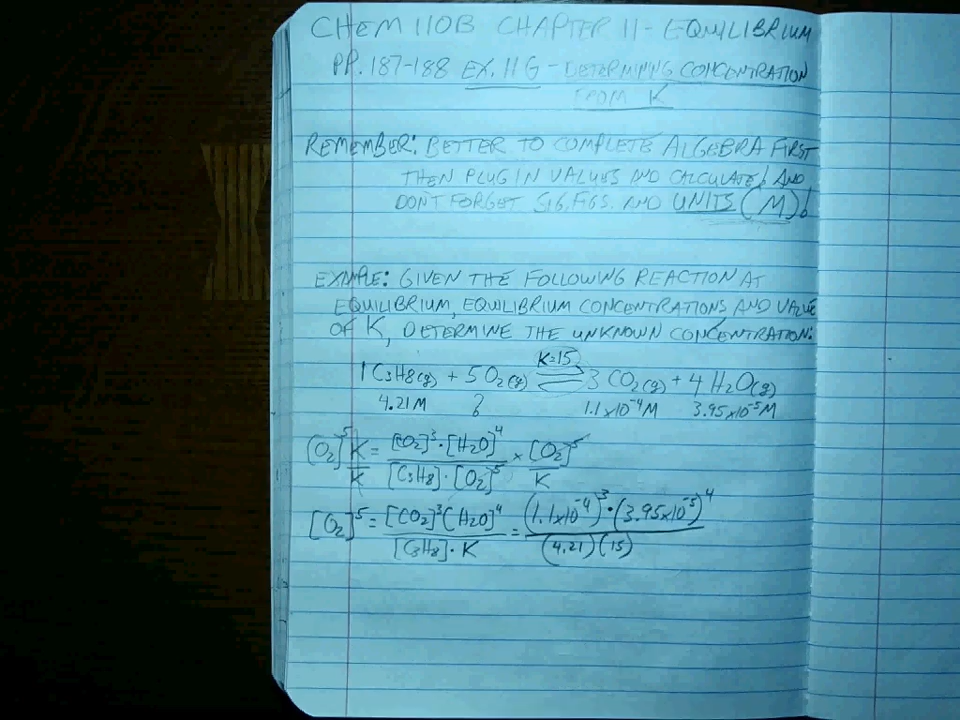 CHEM 110B CHAPTER 11 - EQUILIBRIUM
PP. 187-188 EX. 11G - DETERMINING CONCENTRATION
FROM K
REMEMBER: BETTER TO COMPLETE ALGEBRA FIRST
THEN PLUG IN VALUES AND CALCULATE! AND
DONT FORGET SIG. FIGS. AND UNITS (M)!
EXAMPLE: GIVEN THE FOLLOWING REACTION AT
EQUILIBRIUM, EQUILIBRIUM CONCENTRATIONS AND VALUE
OF K, DETERMINE THE UNKNOWN CONCENTRATION:
K=15
1 C3H8(g) + 5 O2(g) ⇌ 3 CO2(g) + 4 H2O(g)
4.21 M ? 1.1x10^-4 M 3.95x10^-5 M
[O2]^5 K/K = [CO2]^3·[H2O]^4 / [C3H8]·[O2]^5 × [O2]^5 / K
[O2]^5 = [CO2]^3 [H2O]^4 / [C3H8]·K = (1.1x10^-4)^3·(3.95x10^-5)^4 / (4.21)(15)